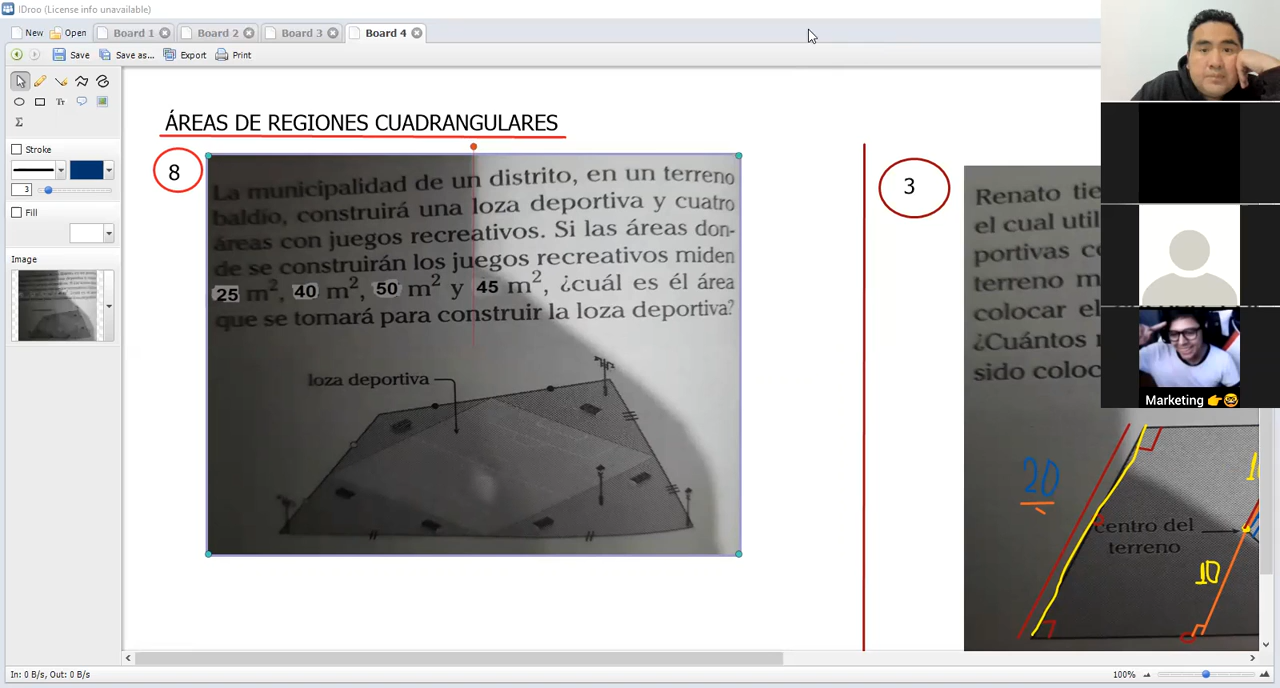 IDroo (License info unavailable)
New Open Board 1 Board 2 Board 3 Board 4
Save Save as... Export Print
Tт
Σ
Stroke
3
Fill
Image
ÁREAS DE REGIONES CUADRANGULARES
8
La municipalidad de un distrito, en un terreno
baldío, construirá una loza deportiva y cuatro
áreas con juegos recreativos. Si las áreas don-
de se construirán los juegos recreativos miden
25 m², 40 m², 50 m² y 45 m², ¿cuál es él área
que se tomará para construir la loza deportiva?
loza deportiva
3
Renato tie
el cual util
portivas c
terreno m
colocar el
¿Cuántos
sido coloc
20
centro del
terreno
10
1
Marketing 👉🤓
In: 0 B/s, Out: 0 B/s
100%